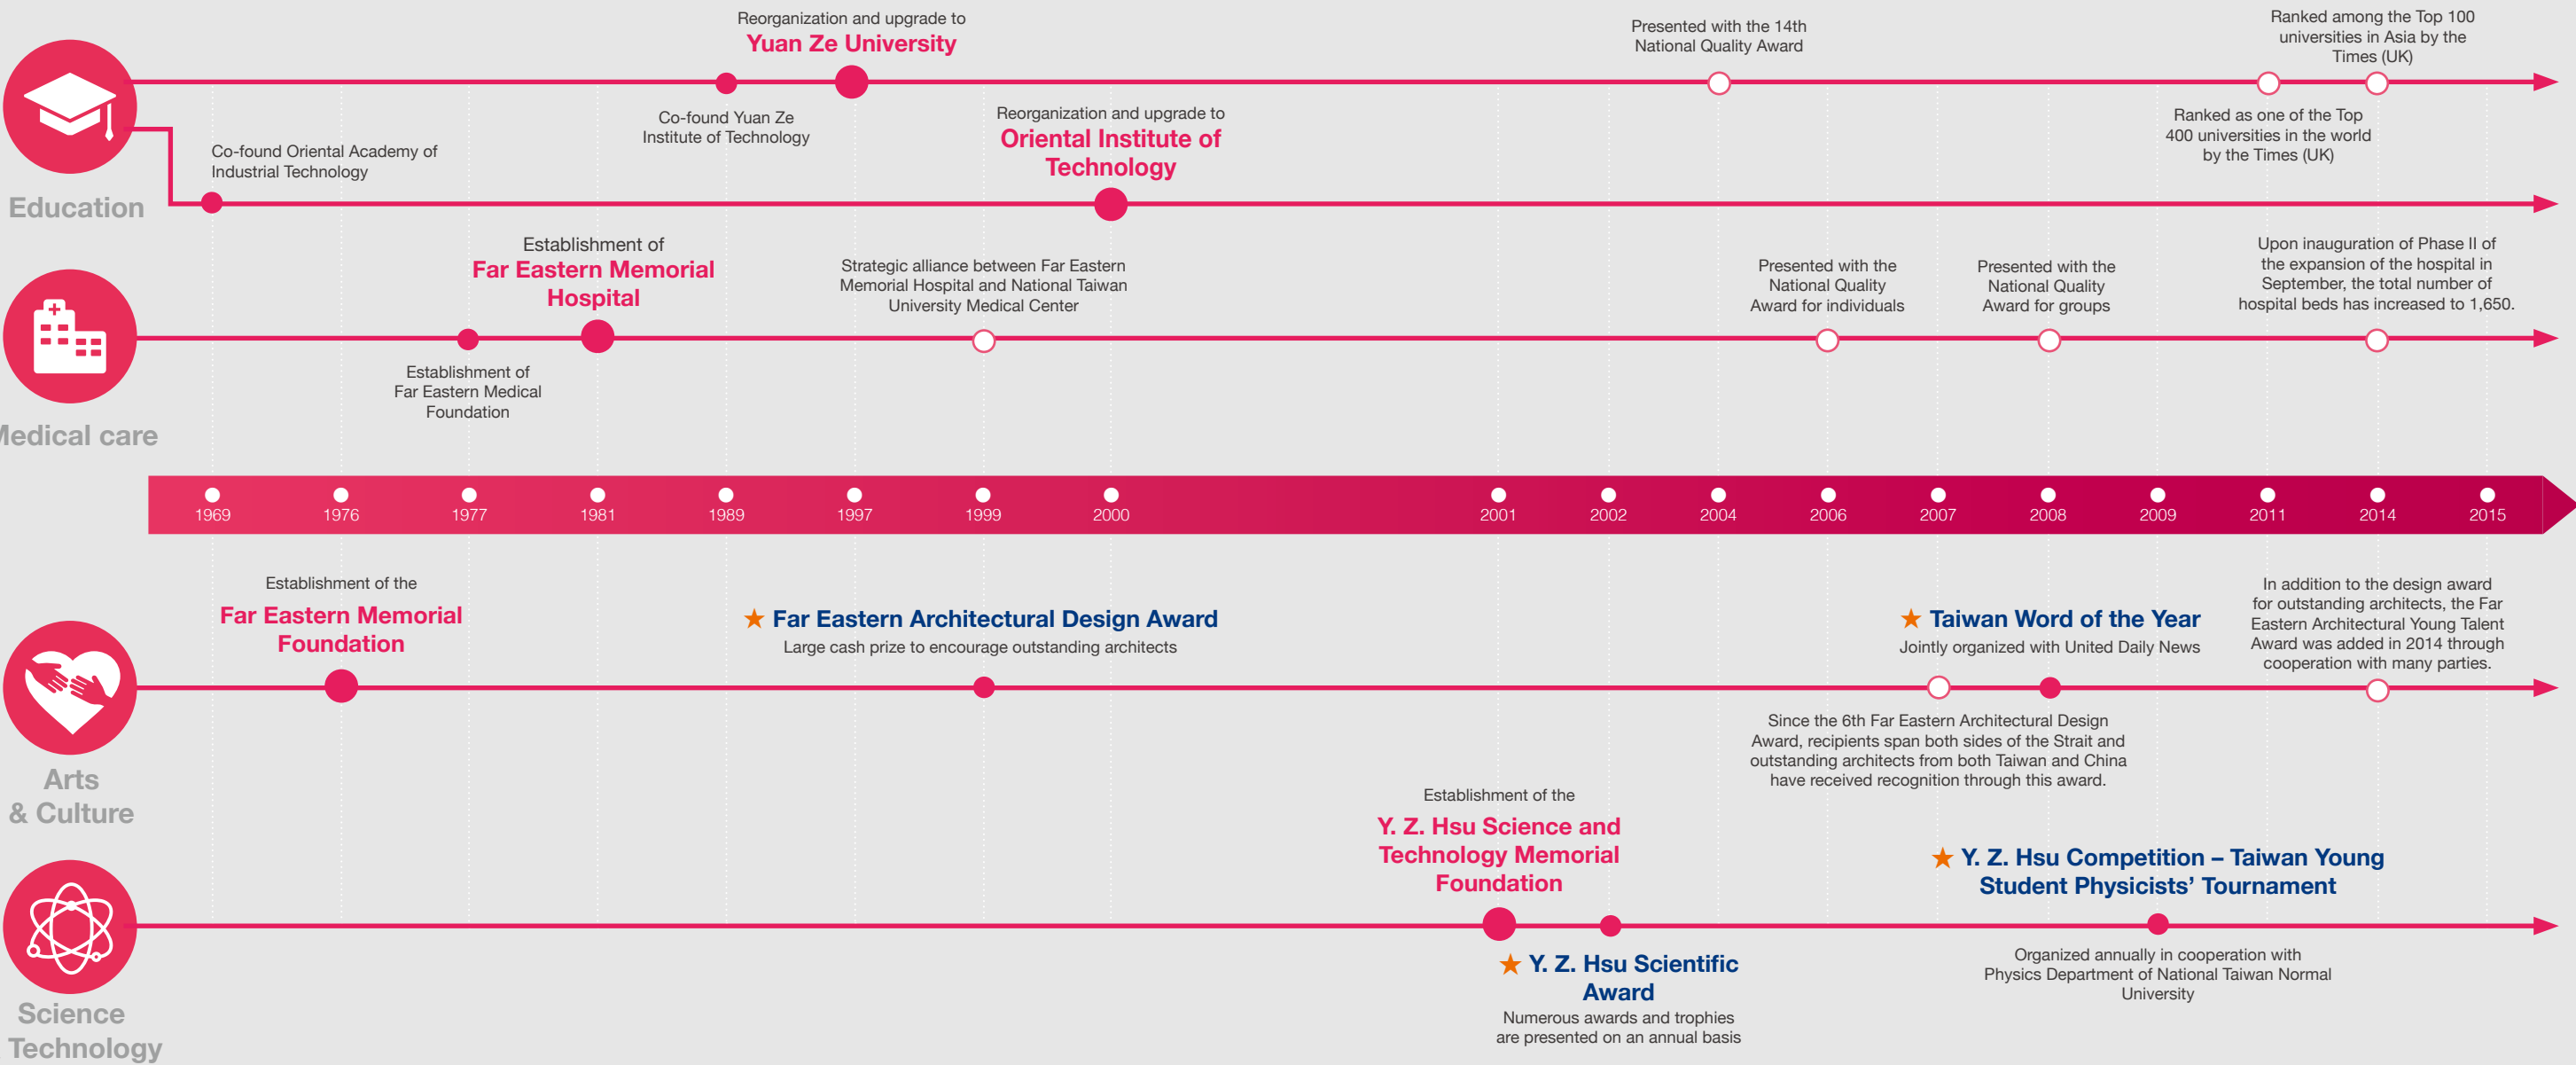 Reorganization and upgrade to
Yuan Ze University
Presented with the 14th
National Quality Award
Ranked among the Top 100
universities in Asia by the
Times (UK)
Co-found Yuan Ze
Institute of Technology
Reorganization and upgrade to
Oriental Institute of
Technology
Ranked as one of the Top
400 universities in the world
by the Times (UK)
Co-found Oriental Academy of
Industrial Technology
Education
Establishment of
Far Eastern Memorial
Hospital
Strategic alliance between Far Eastern
Memorial Hospital and National Taiwan
University Medical Center
Presented with the
National Quality
Award for individuals
Presented with the
National Quality
Award for groups
Upon inauguration of Phase II of
the expansion of the hospital in
September, the total number of
hospital beds has increased to 1,650.
Establishment of
Far Eastern Medical
Foundation
Medical care
1969 1976 1977 1981 1989 1997 1999 2000 2001 2002 2004 2006 2007 2008 2009 2011 2014 2015
Establishment of the
Far Eastern Memorial
Foundation
★ Far Eastern Architectural Design Award
Large cash prize to encourage outstanding architects
★ Taiwan Word of the Year
Jointly organized with United Daily News
In addition to the design award
for outstanding architects, the Far
Eastern Architectural Young Talent
Award was added in 2014 through
cooperation with many parties.
Since the 6th Far Eastern Architectural Design
Award, recipients span both sides of the Strait and
outstanding architects from both Taiwan and China
have received recognition through this award.
Arts
& Culture
Establishment of the
Y. Z. Hsu Science and
Technology Memorial
Foundation
★ Y. Z. Hsu Competition – Taiwan Young
Student Physicists’ Tournament
★ Y. Z. Hsu Scientific
Award
Numerous awards and trophies
are presented on an annual basis
Organized annually in cooperation with
Physics Department of National Taiwan Normal
University
Science
Technology